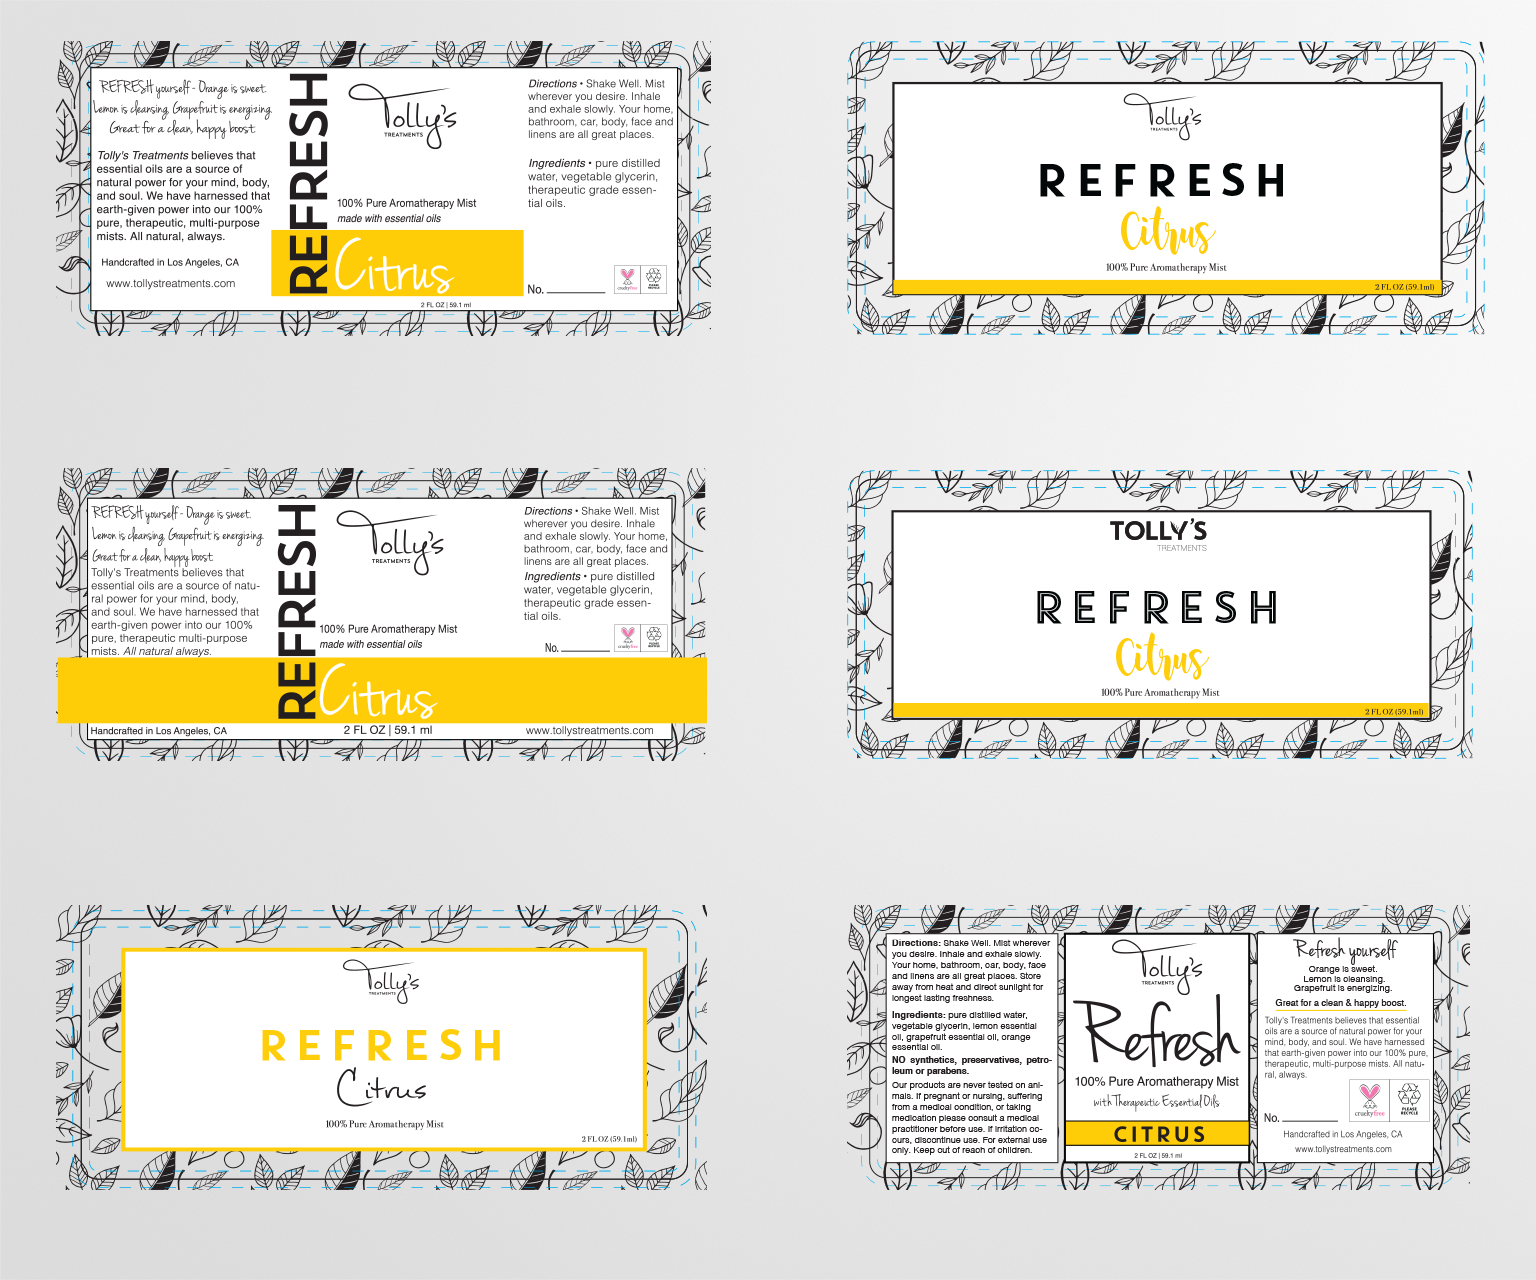 REFRESH yourself - Orange is sweet.
Lemon is cleansing. Grapefruit is energizing.
Great for a clean, happy boost.
Tolly's Treatments believes that
essential oils are a source of
natural power for your mind, body,
and soul. We have harnessed that
earth-given power into our 100%
pure, therapeutic, multi-purpose
mists. All natural, always.
Handcrafted in Los Angeles, CA
www.tollystreatments.com
REFRESH
Tolly's
TREATMENTS
100% Pure Aromatherapy Mist
made with essential oils
Citrus
2 FL OZ | 59.1 ml
Directions • Shake Well. Mist
wherever you desire. Inhale
and exhale slowly. Your home,
bathroom, car, body, face and
linens are all great places.
Ingredients • pure distilled
water, vegetable glycerin,
therapeutic grade essen-
tial oils.
No.
crueltyfree
PLEASE
RECYCLE
Tolly's
TREATMENTS
REFRESH
Citrus
100% Pure Aromatherapy Mist
2 FL OZ (59.1ml)
REFRESH yourself - Orange is sweet.
Lemon is cleansing. Grapefruit is energizing.
Great for a clean, happy boost.
Tolly's Treatments believes that
essential oils are a source of natu-
ral power for your mind, body,
and soul. We have harnessed that
earth-given power into our 100%
pure, therapeutic multi-purpose
mists. All natural always.
Handcrafted in Los Angeles, CA
REFRESH
Tolly's
TREATMENTS
100% Pure Aromatherapy Mist
made with essential oils
Citrus
2 FL OZ | 59.1 ml
Directions • Shake Well. Mist
wherever you desire. Inhale
and exhale slowly. Your home,
bathroom, car, body, face and
linens are all great places.
Ingredients • pure distilled
water, vegetable glycerin,
therapeutic grade essen-
tial oils.
No.
crueltyfree
PLEASE
RECYCLE
www.tollystreatments.com
TOLLY'S
TREATMENTS
REFRESH
Citrus
100% Pure Aromatherapy Mist
2 FL OZ (59.1ml)
Tolly's
TREATMENTS
REFRESH
Citrus
100% Pure Aromatherapy Mist
2 FL OZ (59.1ml)
Directions: Shake Well. Mist wherever
you desire. Inhale and exhale slowly.
Your home, bathroom, car, body, face
and linens are all great places. Store
away from heat and direct sunlight for
longest lasting freshness.
Ingredients: pure distilled water,
vegetable glycerin, lemon essential
oil, grapefruit essential oil, orange
essential oil.
NO synthetics, preservatives, petro-
leum or parabens.
Our products are never tested on ani-
mals. If pregnant or nursing, suffering
from a medical condition, or taking
medication please consult a medical
practitioner before use. If irritation oc-
ours, discontinue use. For external use
only. Keep out of reach of children.
Tolly's
TREATMENTS
Refresh
100% Pure Aromatherapy Mist
with Therapeutic Essential Oils
CITRUS
2 FL OZ | 59.1 ml
Refresh yourself
Orange is sweet.
Lemon is cleansing.
Grapefruit is energizing.
Great for a clean & happy boost.
Tolly's Treatments believes that essential
oils are a source of natural power for your
mind, body, and soul. We have harnessed
that earth-given power into our 100% pure,
therapeutic, multi-purpose mists. All natu-
ral, always.
No.
crueltyfree
PLEASE
RECYCLE
Handcrafted in Los Angeles, CA
www.tollystreatments.com